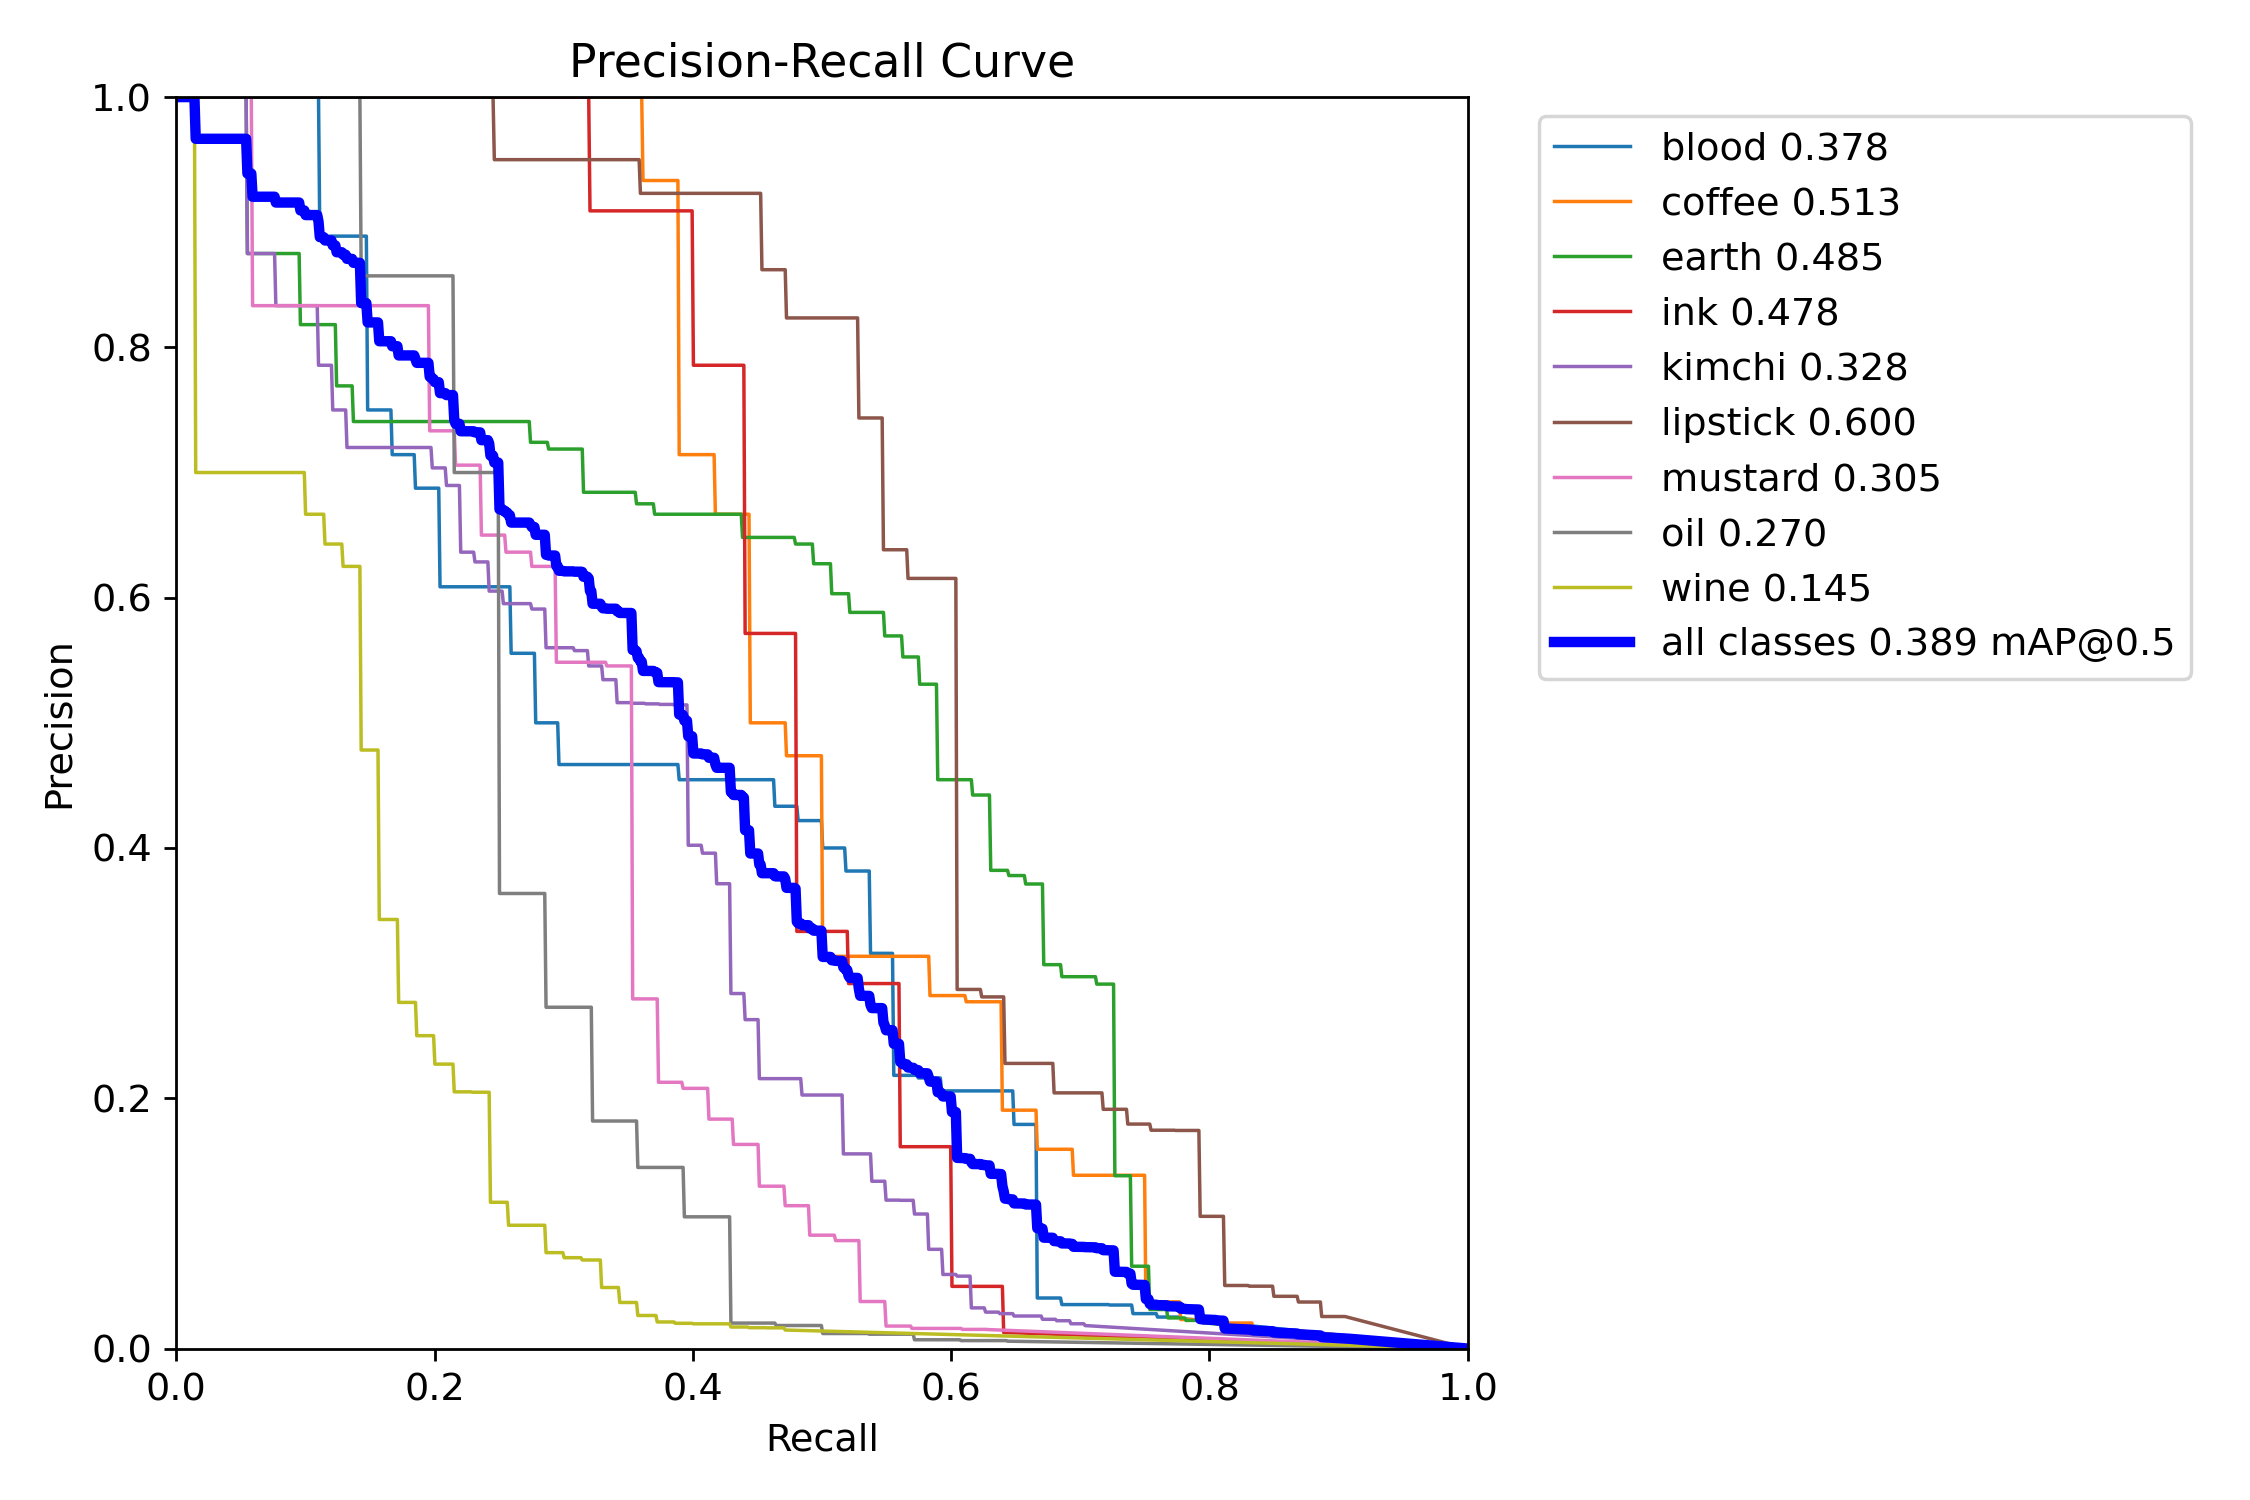 Precision-Recall Curve
1.0
0.8
0.6
0.4
0.2
0.0
Precision
0.0 0.2 0.4 0.6 0.8 1.0
Recall
blood 0.378
coffee 0.513
earth 0.485
ink 0.478
kimchi 0.328
lipstick 0.600
mustard 0.305
oil 0.270
wine 0.145
all classes 0.389 mAP@0.5